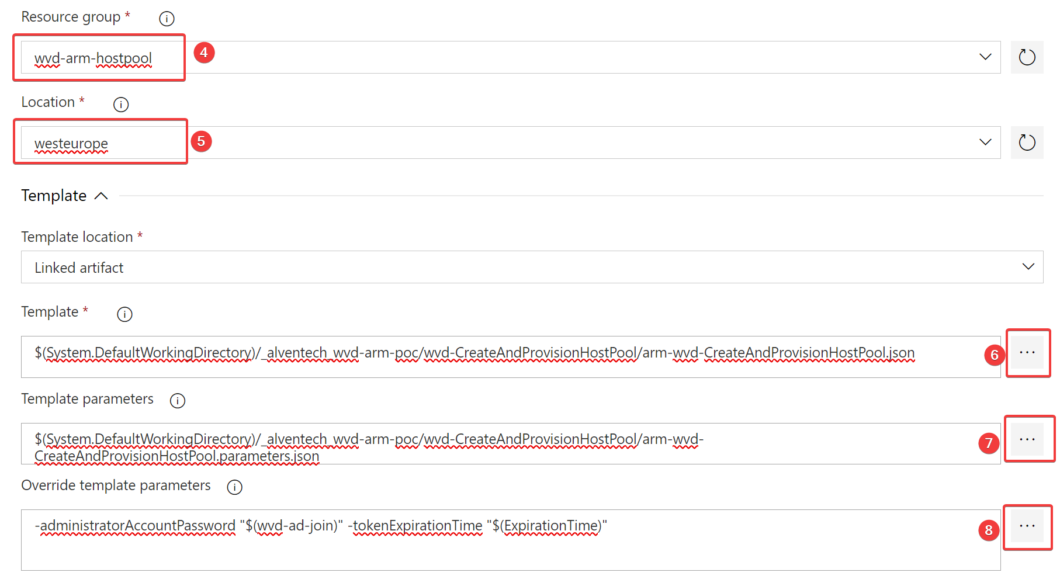 Resource group *
wvd-arm-hostpool
4
Location *
westeurope
5
Template
Template location *
Linked artifact
Template *
$(System.DefaultWorkingDirectory)/_alventech_wvd-arm-poc/wvd-CreateAndProvisionHostPool/arm-wvd-CreateAndProvisionHostPool.json
6
...
Template parameters
$(System.DefaultWorkingDirectory)/_alventech_wvd-arm-poc/wvd-CreateAndProvisionHostPool/arm-wvd-
CreateAndProvisionHostPool.parameters.json
7
...
Override template parameters
-administratorAccountPassword "$(wvd-ad-join)" -tokenExpirationTime "$(ExpirationTime)"
8
...